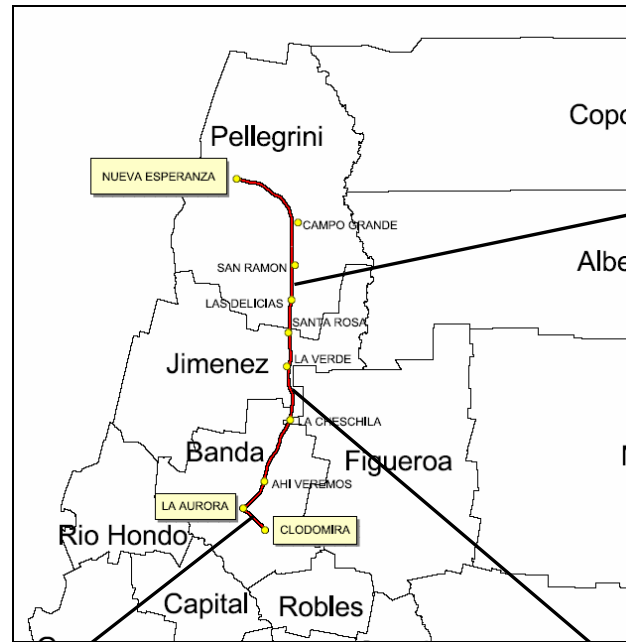 Copo
Pellegrini
NUEVA ESPERANZA
CAMPO GRANDE
SAN RAMON
Albe
LAS DELICIAS
SANTA ROSA
Jimenez
LA VERDE
LA CHESCHILA
Banda
Figueroa
AHI VEREMOS
LA AURORA
CLODOMIRA
Rio Hondo
Capital
Robles